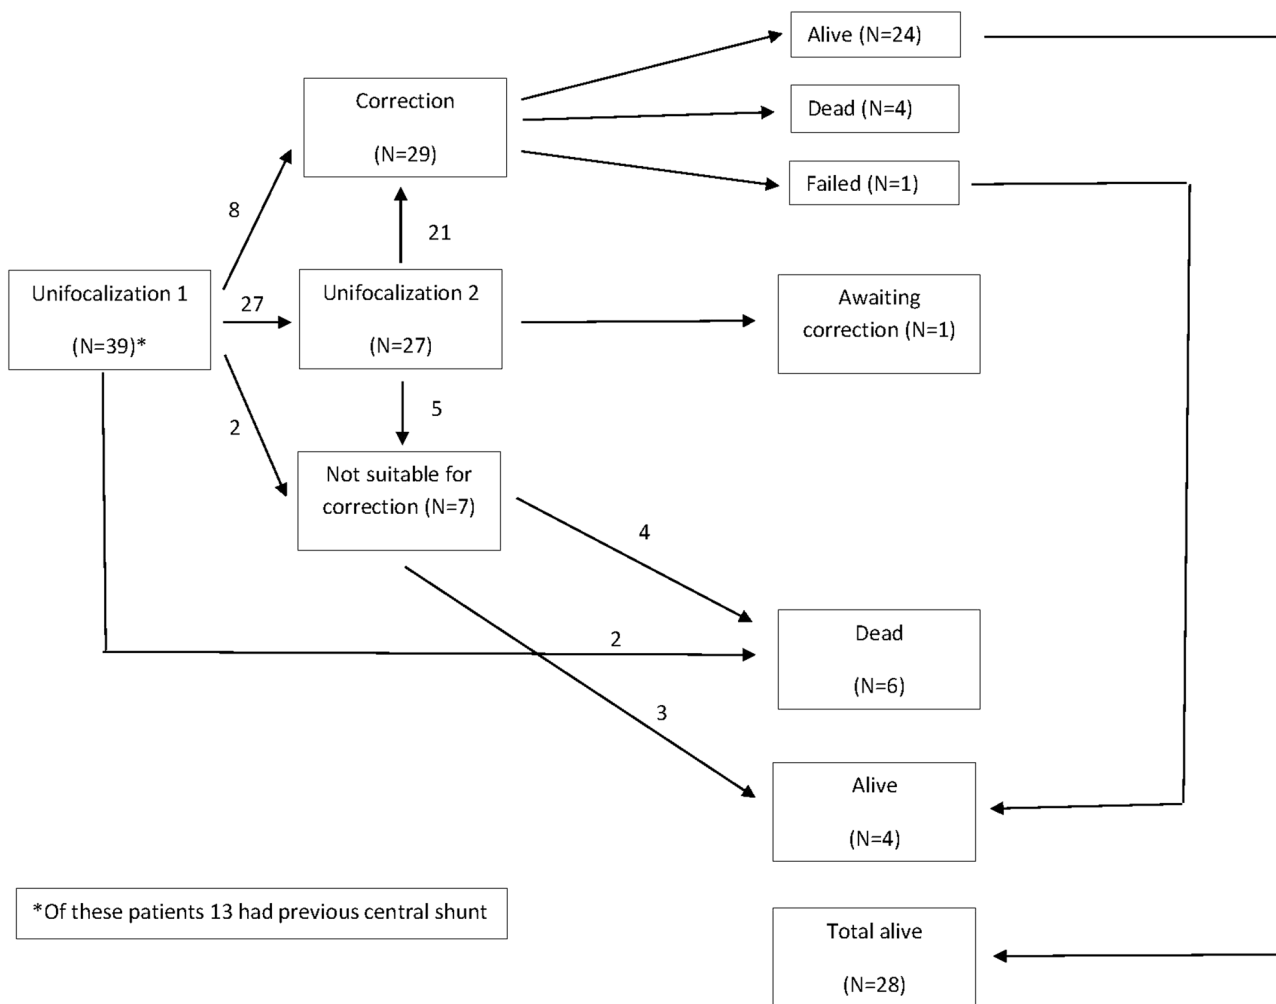 Alive (N=24)
Correction
(N=29)
Dead (N=4)
Failed (N=1)
8
21
Unifocalization 1
(N=39)*
27
Unifocalization 2
(N=27)
Awaiting
correction (N=1)
2
5
Not suitable for
correction (N=7)
4
2
Dead
(N=6)
3
Alive
(N=4)
*Of these patients 13 had previous central shunt
Total alive
(N=28)